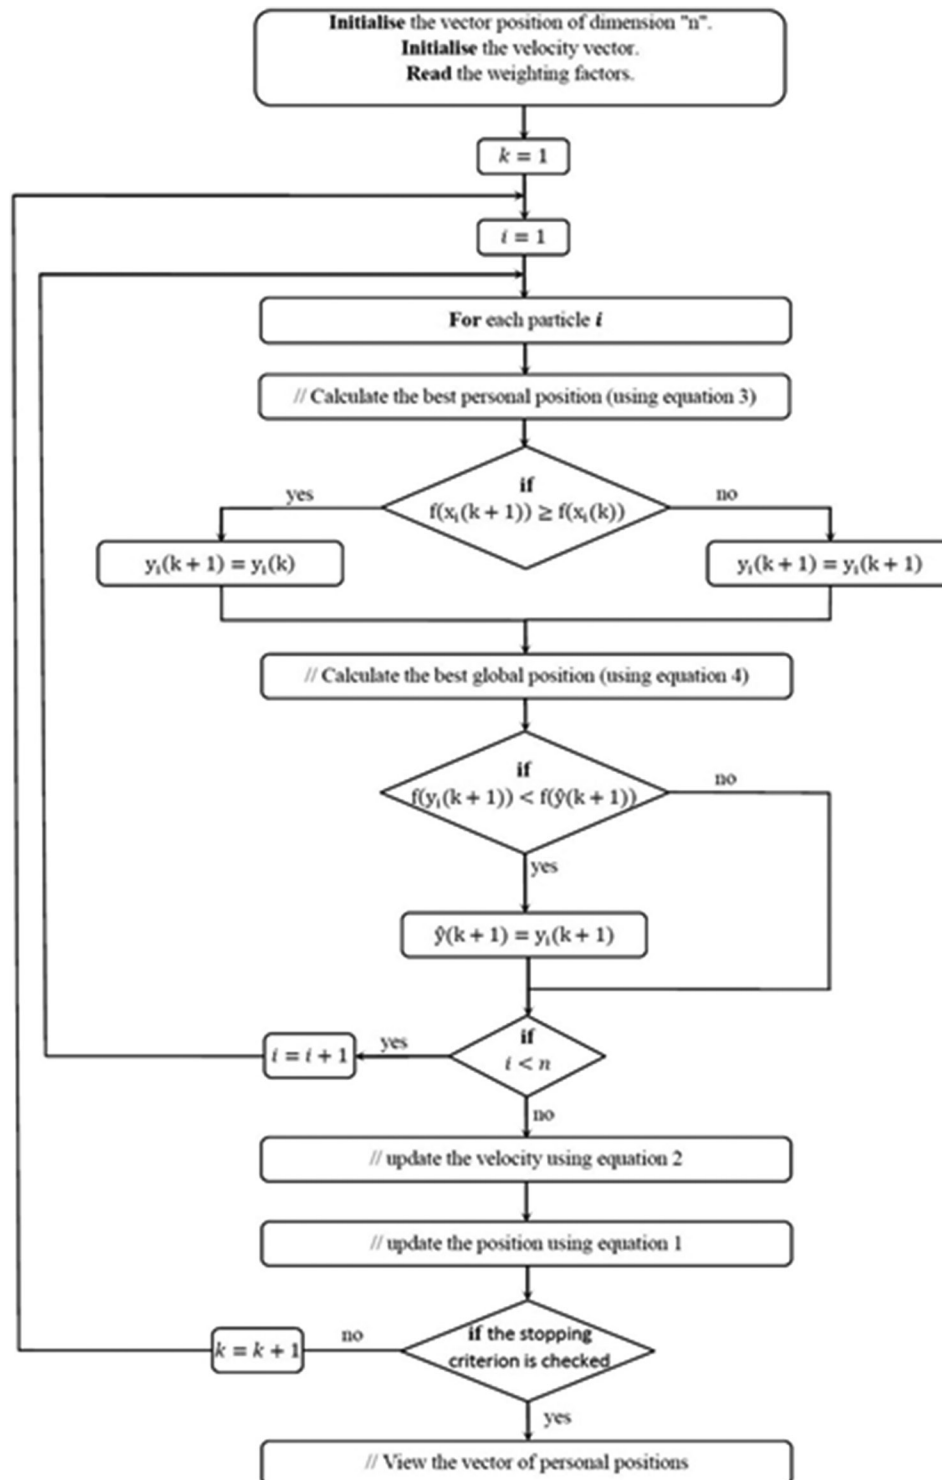 Initialise the vector position of dimension "n".
Initialise the velocity vector.
Read the weighting factors.
k = 1
i = 1
For each particle i
// Calculate the best personal position (using equation 3)
if
f(xᵢ(k + 1)) ≥ f(xᵢ(k))
yes
no
yᵢ(k + 1) = yᵢ(k)
yᵢ(k + 1) = yᵢ(k + 1)
// Calculate the best global position (using equation 4)
if
f(yᵢ(k + 1)) < f(ŷ(k + 1))
no
yes
ŷ(k + 1) = yᵢ(k + 1)
if
i < n
yes
i = i + 1
no
// update the velocity using equation 2
// update the position using equation 1
if the stopping
criterion is checked
no
k = k + 1
yes
// View the vector of personal positions